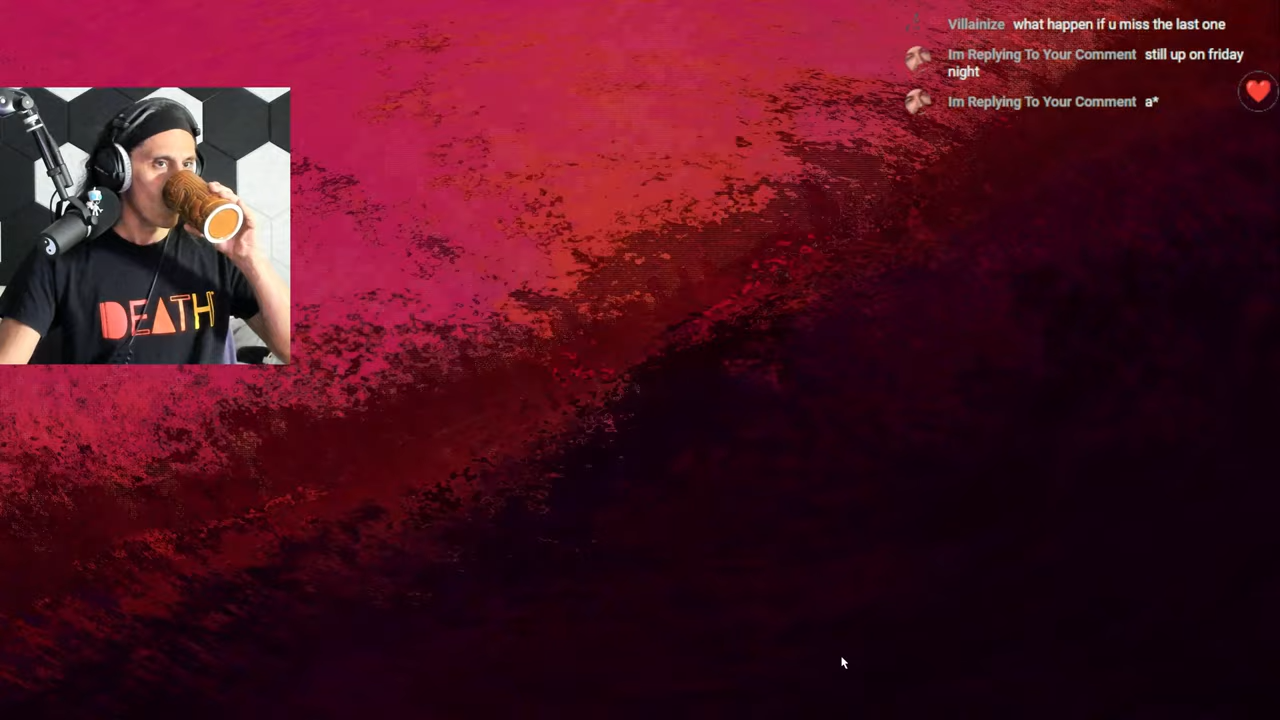 Villainize what happen if u miss the last one
Im Replying To Your Comment still up on friday
night
Im Replying To Your Comment a*
DEATH